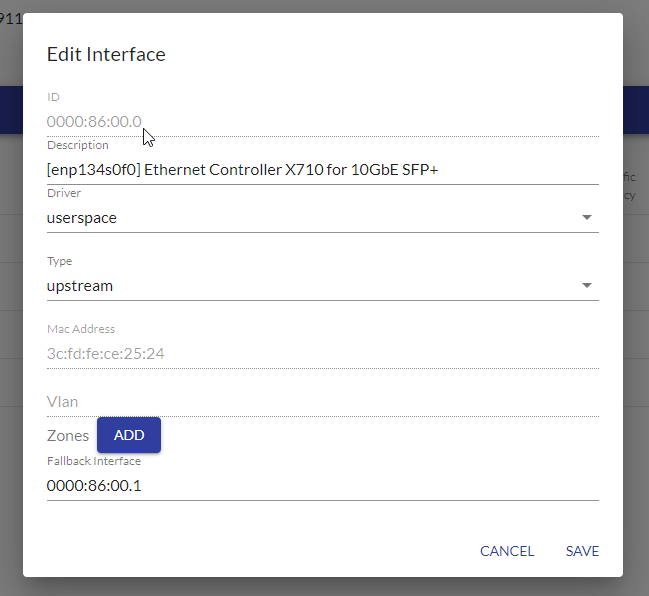 911
Edit Interface
ID
0000:86:00.0
Description
[enp134s0f0] Ethernet Controller X710 for 10GbE SFP+
Driver
fic
cy
userspace
Type
upstream
Mac Address
3c:fd:fe:ce:25:24
Vlan
Zones ADD
Fallback Interface
0000:86:00.1
CANCEL SAVE